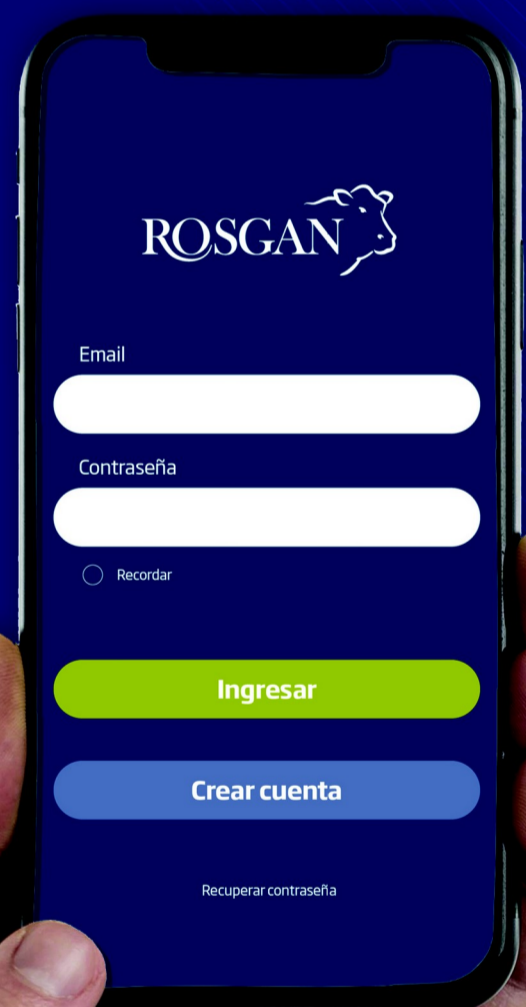 ROSGAN
Email
Contraseña
Recordar
Ingresar
Crear cuenta
Recuperar contraseña